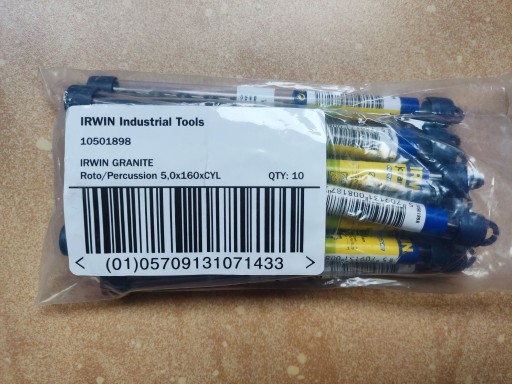 IRWIN Industrial Tools
10501898
IRWIN GRANITE
Roto/Percussion 5,0x160xCYL QTY: 10
(01)05709131071433